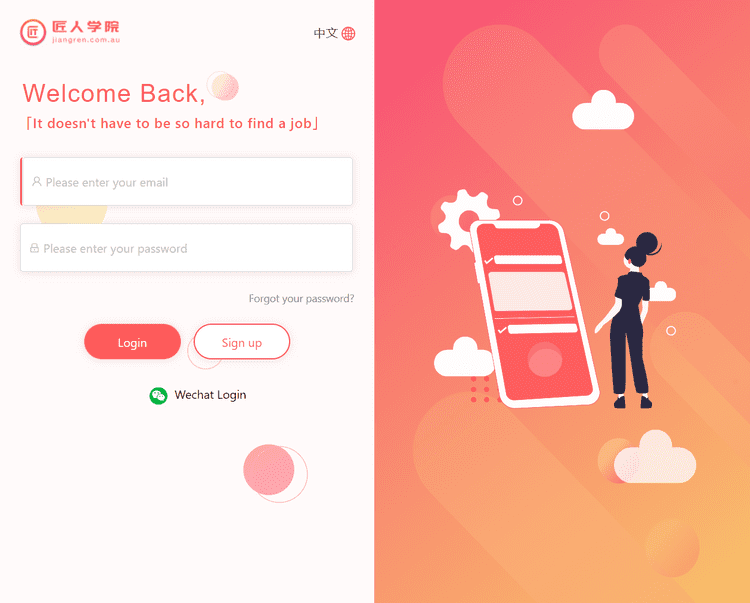 匠 匠人学院
jiangren.com.au
中文
Welcome Back,
「It doesn't have to be so hard to find a job」
Please enter your email
Please enter your password
Forgot your password?
Login
Sign up
Wechat Login